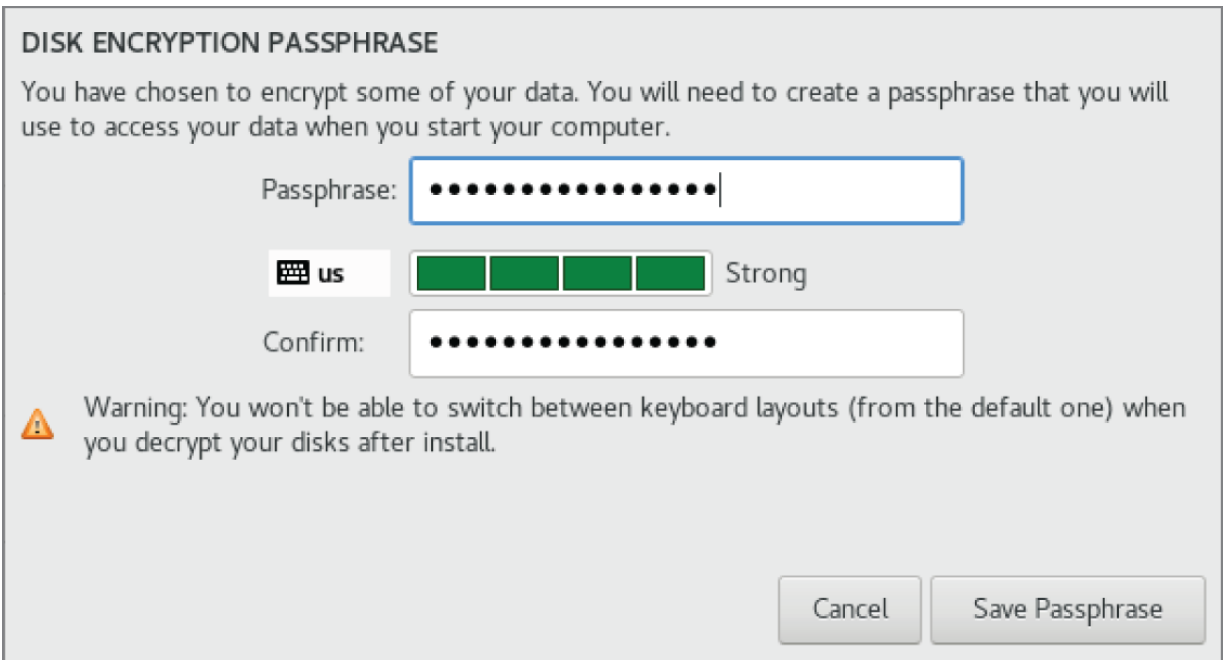 DISK ENCRYPTION PASSPHRASE
You have chosen to encrypt some of your data. You will need to create a passphrase that you will
use to access your data when you start your computer.
Passphrase: ••••••••••••••••
us Strong
Confirm: ••••••••••••••••
Warning: You won't be able to switch between keyboard layouts (from the default one) when
you decrypt your disks after install.
Cancel Save Passphrase